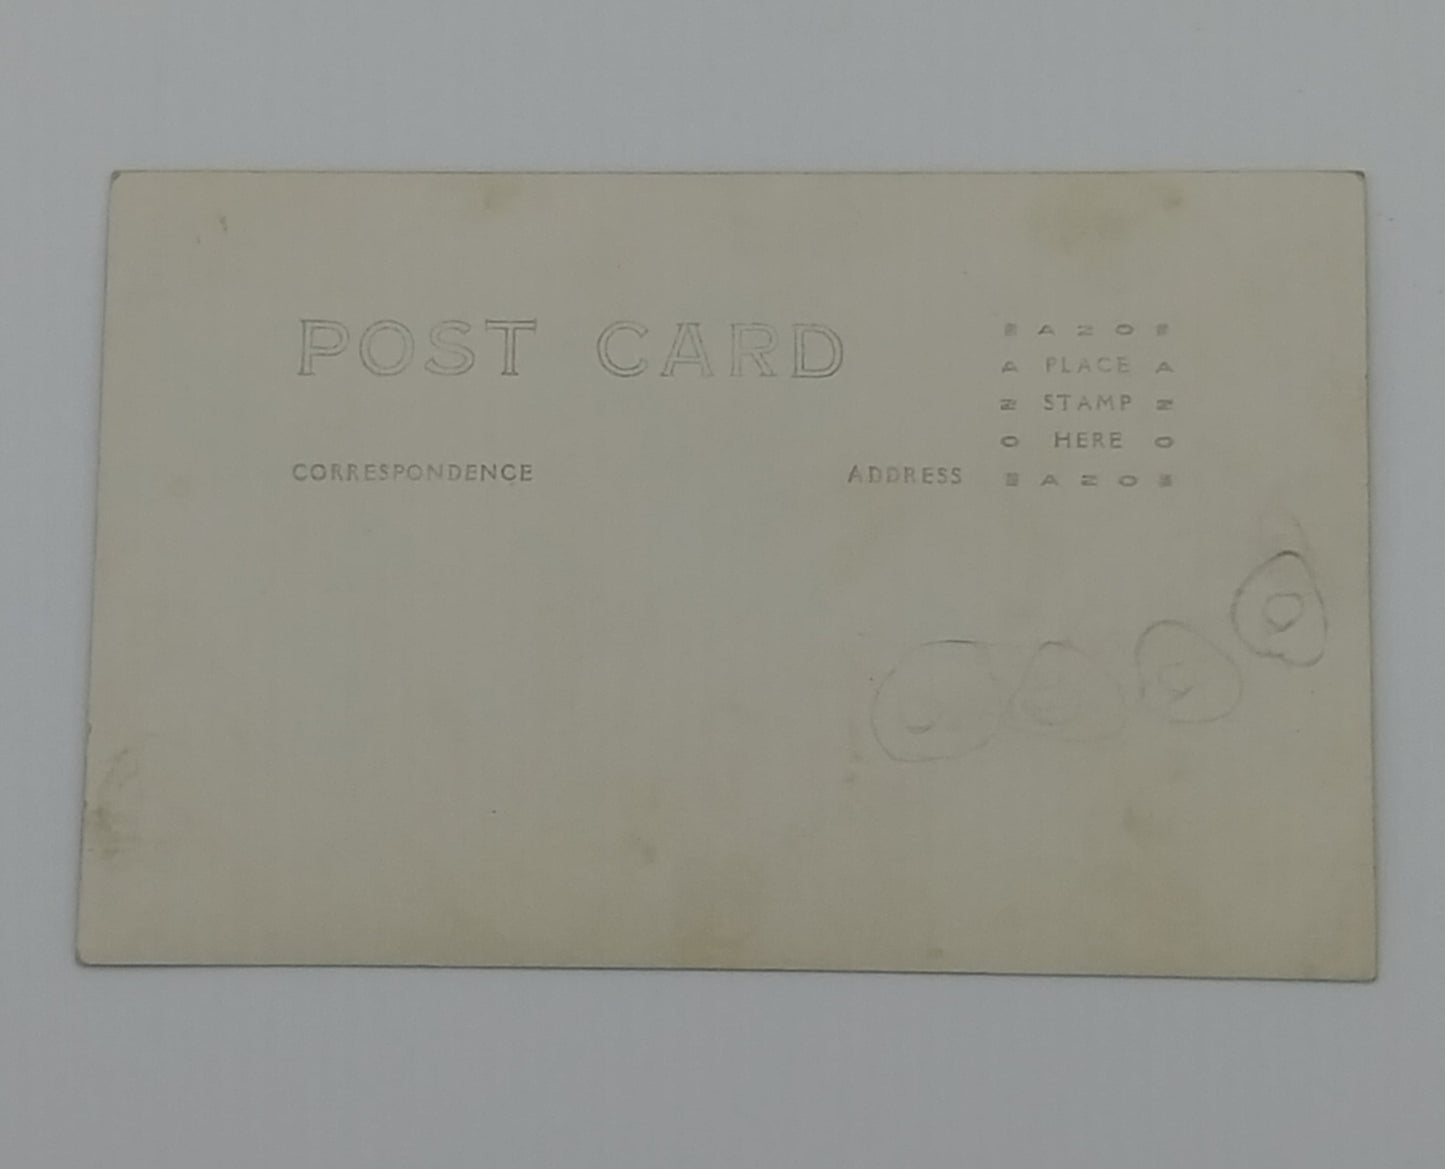 POST CARD
CORRESPONDENCE
ADDRESS
AZO
A PLACE A
Z STAMP Z
O HERE O
AZO